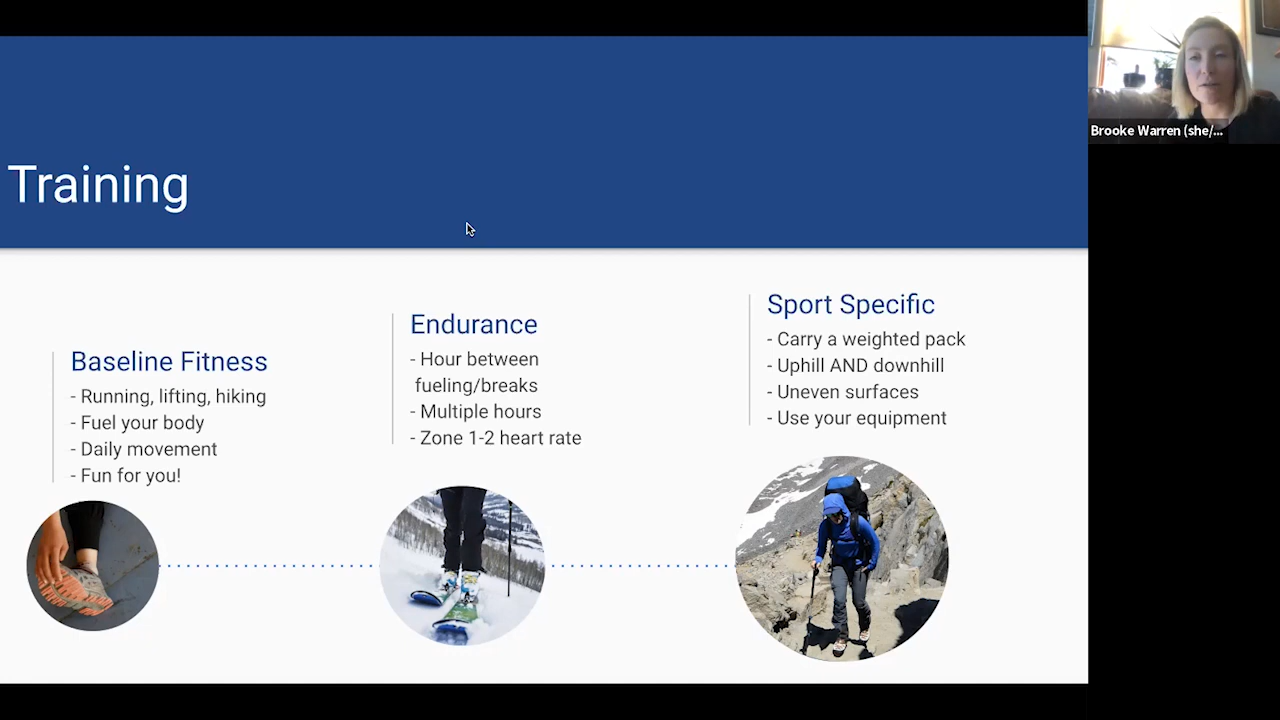 Training
Baseline Fitness
- Running, lifting, hiking
- Fuel your body
- Daily movement
- Fun for you!
Endurance
- Hour between
fueling/breaks
- Multiple hours
- Zone 1-2 heart rate
Sport Specific
- Carry a weighted pack
- Uphill AND downhill
- Uneven surfaces
- Use your equipment
Brooke Warren (she/...